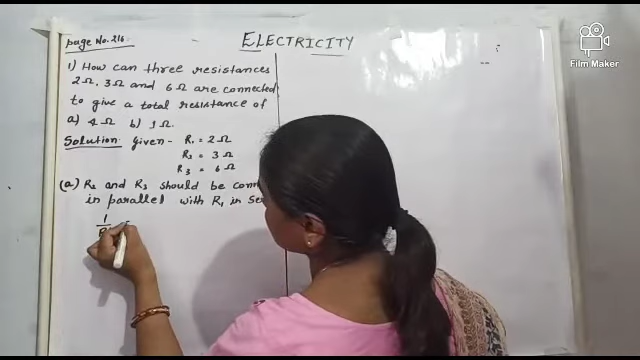 page No. 216
ELECTRICITY
Film Maker
1) How can three resistances
2Ω, 3Ω and 6Ω are connected
to give a total resistance of
a) 4Ω b) 1Ω.
Solution Given - R₁ = 2Ω
R₂ = 3Ω
R₃ = 6Ω
(a) R₂ and R₃ should be
in parallel with R₁ in
1